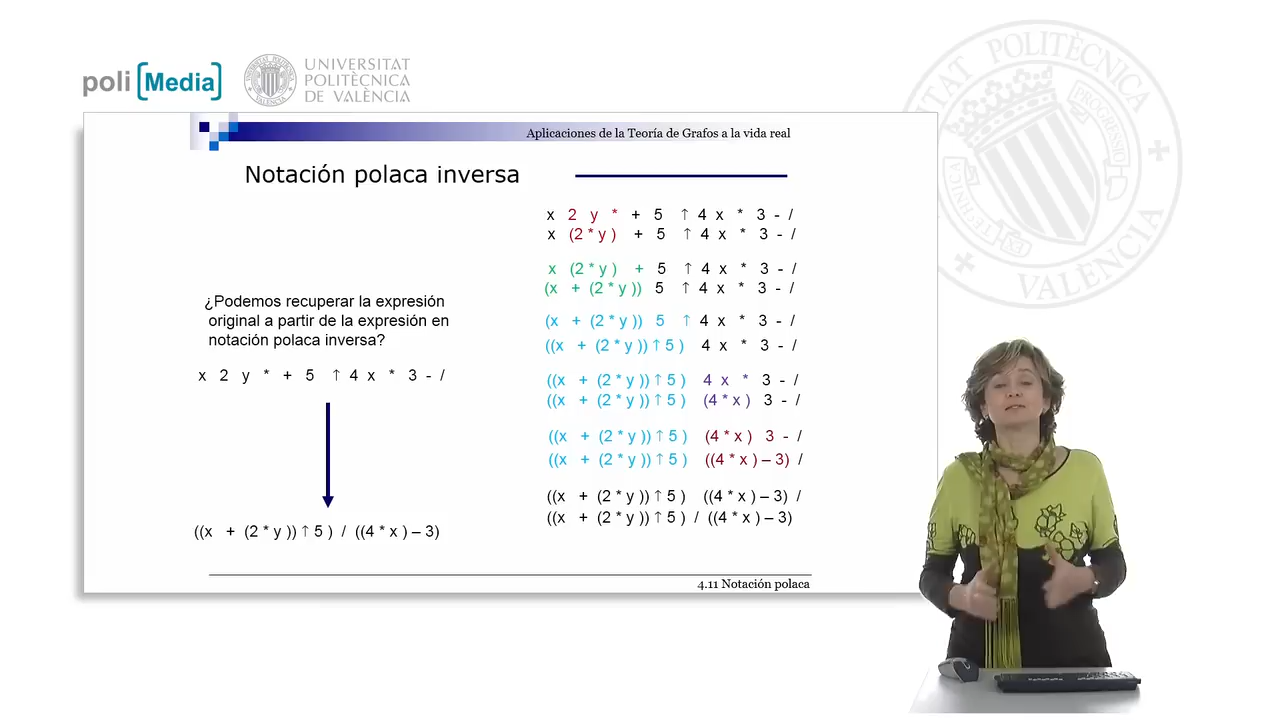 poli [Media]
UNIVERSITAT
POLITÈCNICA
DE VALÈNCIA
Aplicaciones de la Teoría de Grafos a la vida real
Notación polaca inversa
¿Podemos recuperar la expresión
original a partir de la expresión en
notación polaca inversa?
x 2 y * + 5 ↑ 4 x * 3 - /
((x + (2 * y )) ↑ 5 ) / ((4 * x ) – 3)
x 2 y * + 5 ↑ 4 x * 3 - /
x (2 * y ) + 5 ↑ 4 x * 3 - /
x (2 * y ) + 5 ↑ 4 x * 3 - /
(x + (2 * y )) 5 ↑ 4 x * 3 - /
(x + (2 * y )) 5 ↑ 4 x * 3 - /
((x + (2 * y )) ↑ 5 ) 4 x * 3 - /
((x + (2 * y )) ↑ 5 ) 4 x * 3 - /
((x + (2 * y )) ↑ 5 ) (4 * x ) 3 - /
((x + (2 * y )) ↑ 5 ) (4 * x ) 3 - /
((x + (2 * y )) ↑ 5 ) ((4 * x ) – 3) /
((x + (2 * y )) ↑ 5 ) ((4 * x ) – 3) /
((x + (2 * y )) ↑ 5 ) / ((4 * x ) – 3)
4.11 Notación polaca
POLITÈCNICA
VALÈNCIA